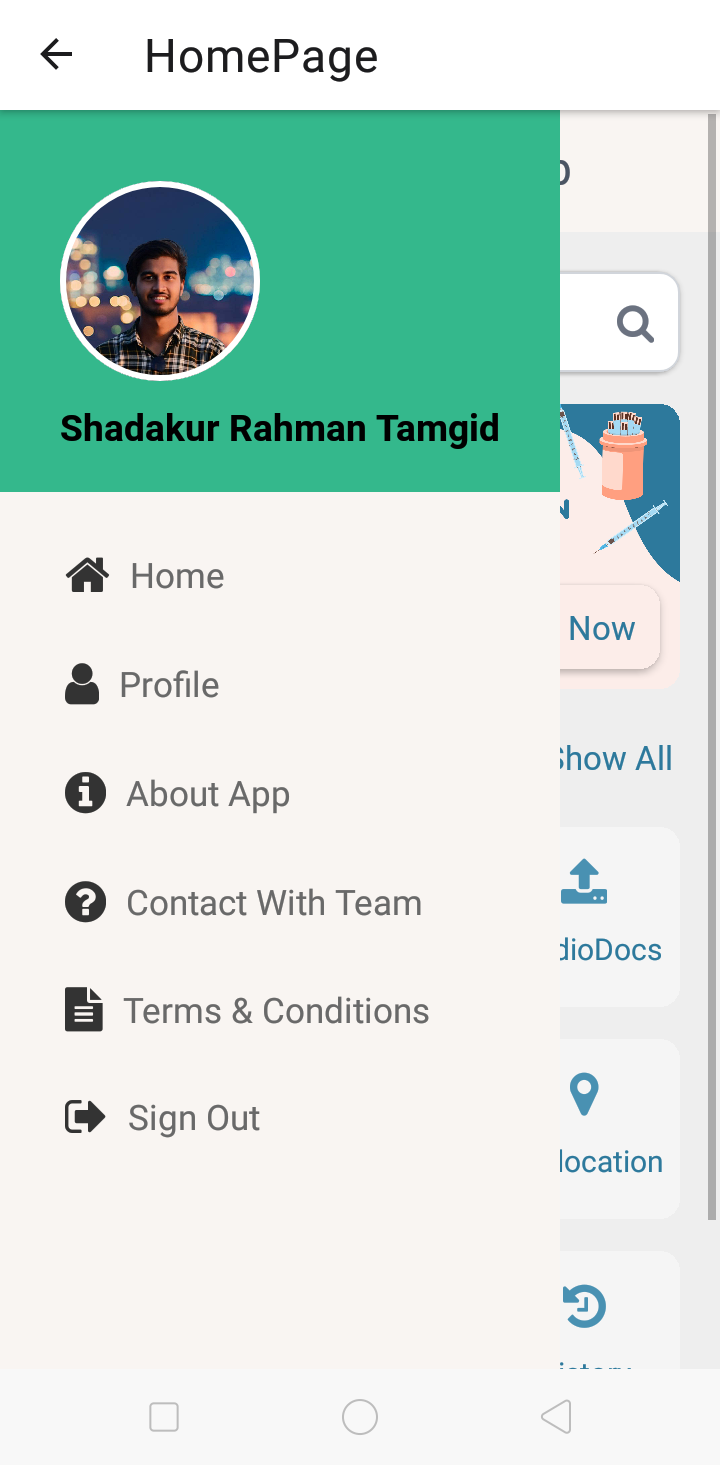 HomePage
Shadakur Rahman Tamgid
Now
Show All
Home
Profile
About App
dioDocs
Contact With Team
Terms & Conditions
location
Sign Out